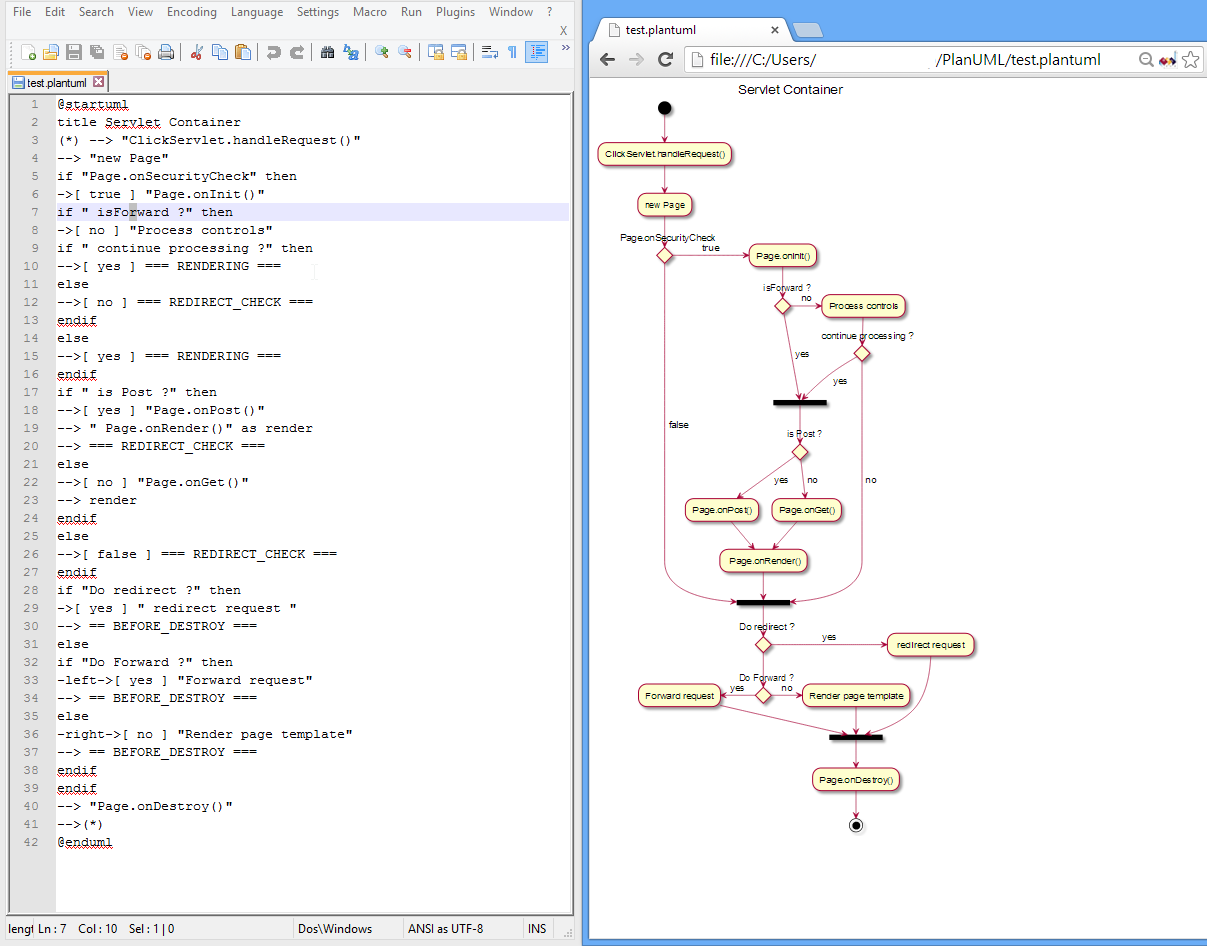 File Edit Search View Encoding Language Settings Macro Run Plugins Window ?
X
test.plantuml
1 @startuml
2 title Servlet Container
3 (*) --> "ClickServlet.handleRequest()"
4 --> "new Page"
5 if "Page.onSecurityCheck" then
6 ->[ true ] "Page.onInit()"
7 if " isForward ?" then
8 ->[ no ] "Process controls"
9 if " continue processing ?" then
10 -->[ yes ] === RENDERING ===
11 else
12 -->[ no ] === REDIRECT_CHECK ===
13 endif
14 else
15 -->[ yes ] === RENDERING ===
16 endif
17 if " is Post ?" then
18 -->[ yes ] "Page.onPost()"
19 --> " Page.onRender()" as render
20 --> === REDIRECT_CHECK ===
21 else
22 -->[ no ] "Page.onGet()"
23 --> render
24 endif
25 else
26 -->[ false ] === REDIRECT_CHECK ===
27 endif
28 if "Do redirect ?" then
29 ->[ yes ] " redirect request "
30 --> == BEFORE_DESTROY ===
31 else
32 if "Do Forward ?" then
33 -left->[ yes ] "Forward request"
34 --> == BEFORE_DESTROY ===
35 else
36 -right->[ no ] "Render page template"
37 --> == BEFORE_DESTROY ===
38 endif
39 endif
40 --> "Page.onDestroy()"
41 -->(*)
42 @enduml
lengt Ln : 7 Col : 10 Sel : 1 | 0 Dos\Windows ANSI as UTF-8 INS
test.plantuml
file:///C:/Users/ /PlanUML/test.plantuml
Servlet Container
ClickServlet.handleRequest()
new Page
Page.onSecurityCheck
true
Page.onInit()
isForward ?
no
Process controls
continue processing ?
yes
yes
false
is Post ?
yes
no
no
Page.onPost()
Page.onGet()
Page.onRender()
Do redirect ?
yes
redirect request
Do Forward ?
yes
no
Forward request
Render page template
Page.onDestroy()